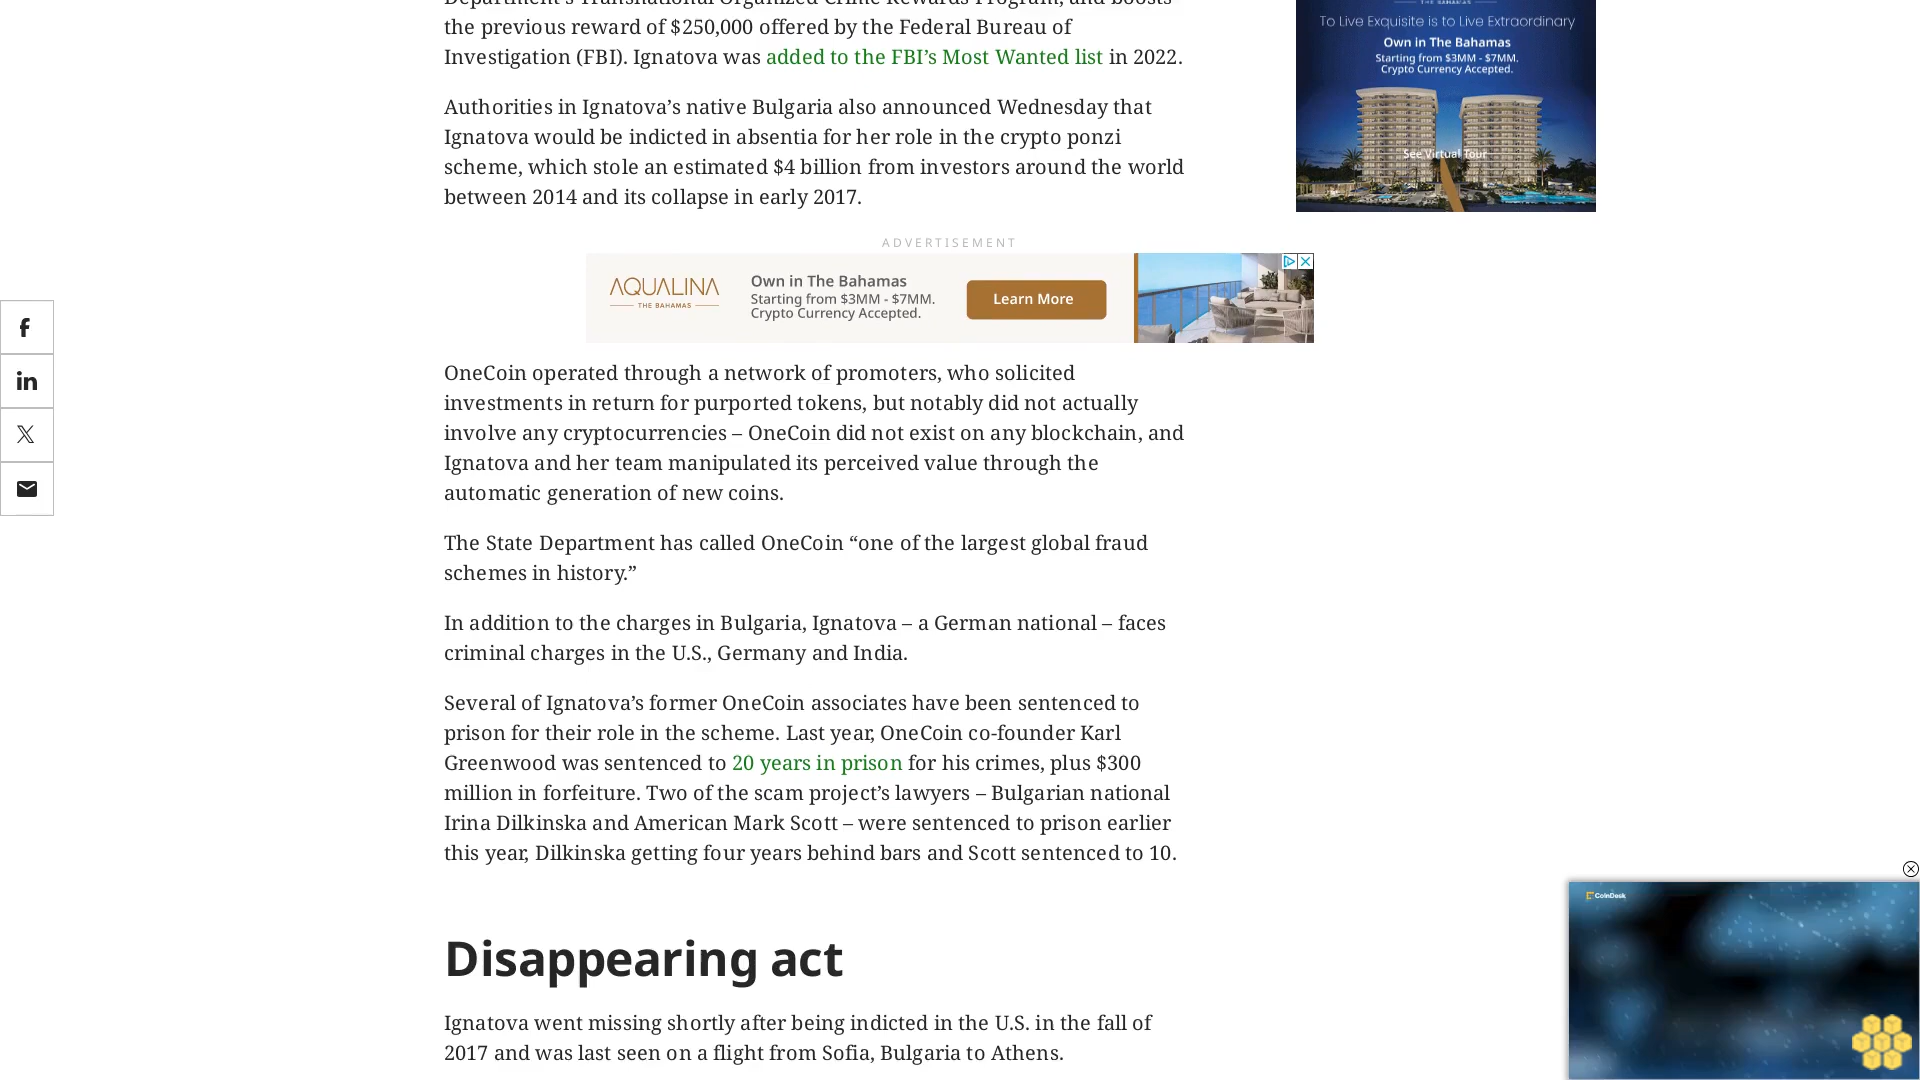 Department's Transnational Organized Crime Rewards Program, and boosts
the previous reward of $250,000 offered by the Federal Bureau of
Investigation (FBI). Ignatova was added to the FBI’s Most Wanted list in 2022.
Authorities in Ignatova’s native Bulgaria also announced Wednesday that
Ignatova would be indicted in absentia for her role in the crypto ponzi
scheme, which stole an estimated $4 billion from investors around the world
between 2014 and its collapse in early 2017.
THE BAHAMAS
To Live Exquisite is to Live Extraordinary
Own in The Bahamas
Starting from $3MM - $7MM.
Crypto Currency Accepted.
See Virtual Tour
ADVERTISEMENT
AQUALINA
THE BAHAMAS
Own in The Bahamas
Starting from $3MM - $7MM.
Crypto Currency Accepted.
Learn More
OneCoin operated through a network of promoters, who solicited
investments in return for purported tokens, but notably did not actually
involve any cryptocurrencies – OneCoin did not exist on any blockchain, and
Ignatova and her team manipulated its perceived value through the
automatic generation of new coins.
The State Department has called OneCoin “one of the largest global fraud
schemes in history.”
In addition to the charges in Bulgaria, Ignatova – a German national – faces
criminal charges in the U.S., Germany and India.
Several of Ignatova’s former OneCoin associates have been sentenced to
prison for their role in the scheme. Last year, OneCoin co-founder Karl
Greenwood was sentenced to 20 years in prison for his crimes, plus $300
million in forfeiture. Two of the scam project’s lawyers – Bulgarian national
Irina Dilkinska and American Mark Scott – were sentenced to prison earlier
this year, Dilkinska getting four years behind bars and Scott sentenced to 10.
Disappearing act
Ignatova went missing shortly after being indicted in the U.S. in the fall of
2017 and was last seen on a flight from Sofia, Bulgaria to Athens.
CoinDesk